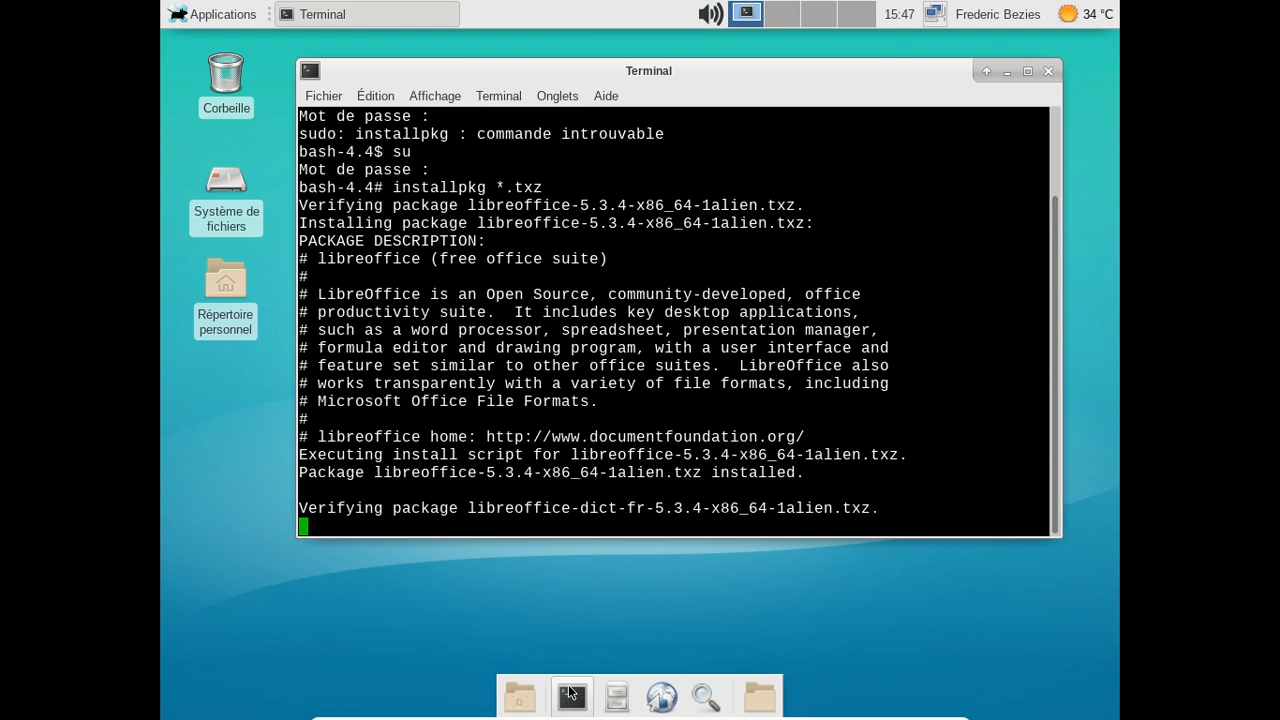 Applications
Terminal
15:47
Frederic Bezies
34 °C
Corbeille
Système de
fichiers
Répertoire
personnel
Terminal
Fichier Édition Affichage Terminal Onglets Aide
Mot de passe :
sudo: installpkg : commande introuvable
bash-4.4$ su
Mot de passe :
bash-4.4# installpkg *.txz
Verifying package libreoffice-5.3.4-x86_64-1alien.txz.
Installing package libreoffice-5.3.4-x86_64-1alien.txz:
PACKAGE DESCRIPTION:
# libreoffice (free office suite)
#
# LibreOffice is an Open Source, community-developed, office
# productivity suite.  It includes key desktop applications,
# such as a word processor, spreadsheet, presentation manager,
# formula editor and drawing program, with a user interface and
# feature set similar to other office suites.  LibreOffice also
# works transparently with a variety of file formats, including
# Microsoft Office File Formats.
#
# libreoffice home: http://www.documentfoundation.org/
Executing install script for libreoffice-5.3.4-x86_64-1alien.txz.
Package libreoffice-5.3.4-x86_64-1alien.txz installed.
Verifying package libreoffice-dict-fr-5.3.4-x86_64-1alien.txz.